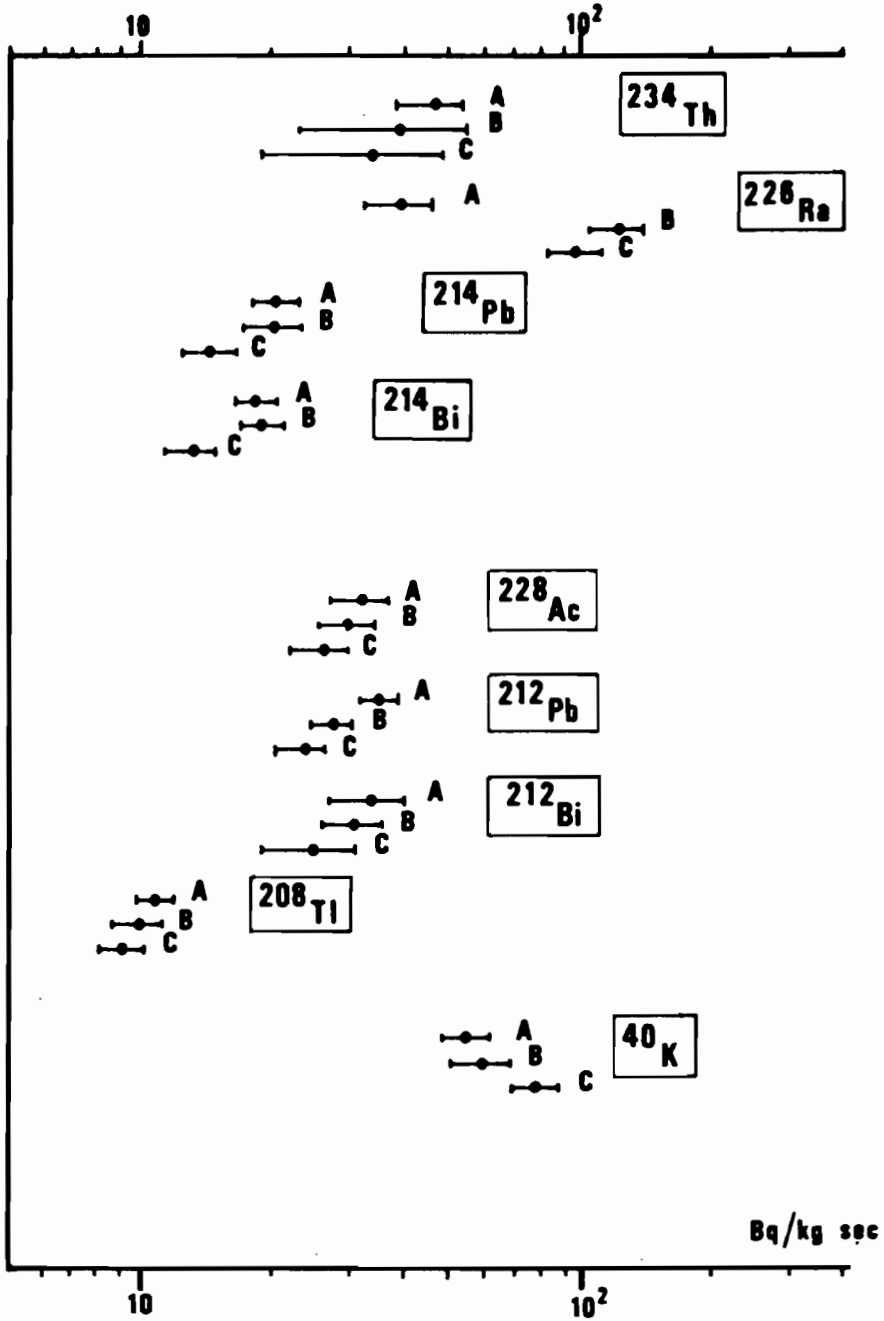 10 10²
A ²³⁴Th
B
C
A ²²⁶Ra
B
C
A ²¹⁴Pb
B
C
A ²¹⁴Bi
B
C
A ²²⁸Ac
B
C
A ²¹²Pb
B
C
A ²¹²Bi
B
C
A ²⁰⁸Tl
B
C
A ⁴⁰K
B
C
Bq/kg sec
10 10²